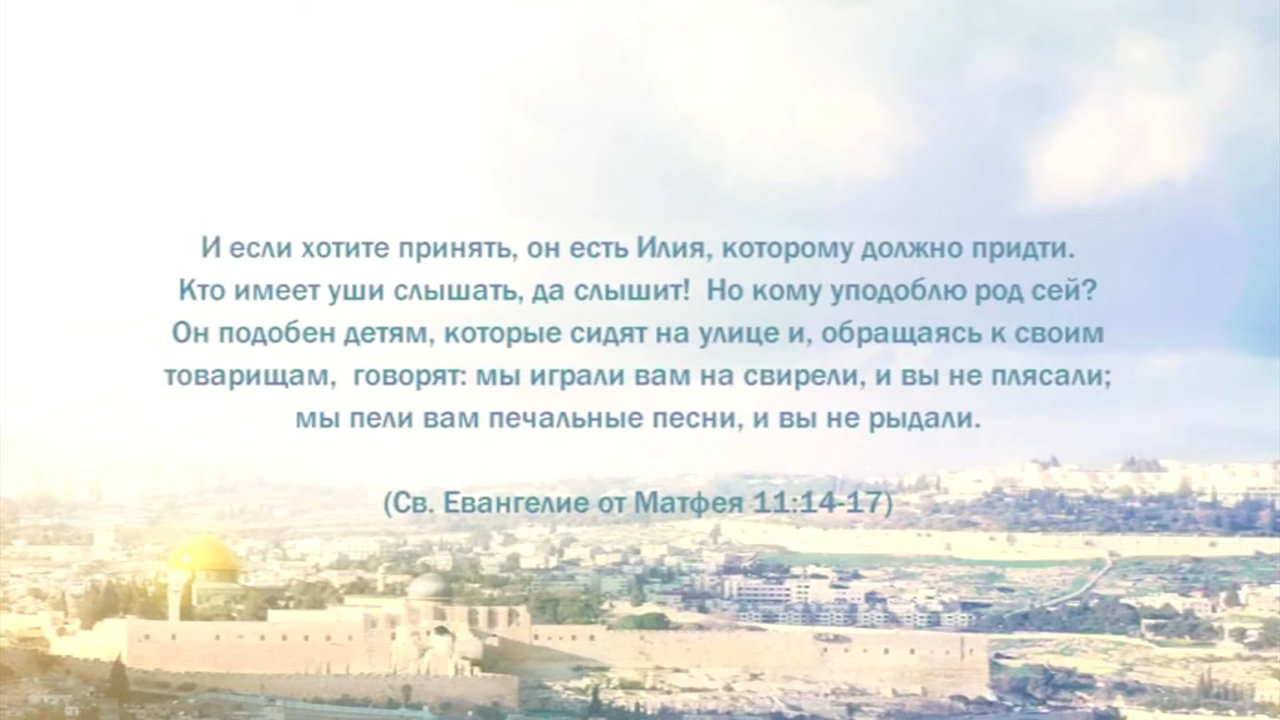 И если хотите принять, он есть Илия, которому должно придти.
Кто имеет уши слышать, да слышит!  Но кому уподоблю род сей?
Он подобен детям, которые сидят на улице и, обращаясь к своим
товарищам,  говорят: мы играли вам на свирели, и вы не плясали;
мы пели вам печальные песни, и вы не рыдали.
(Св. Евангелие от Матфея 11:14-17)